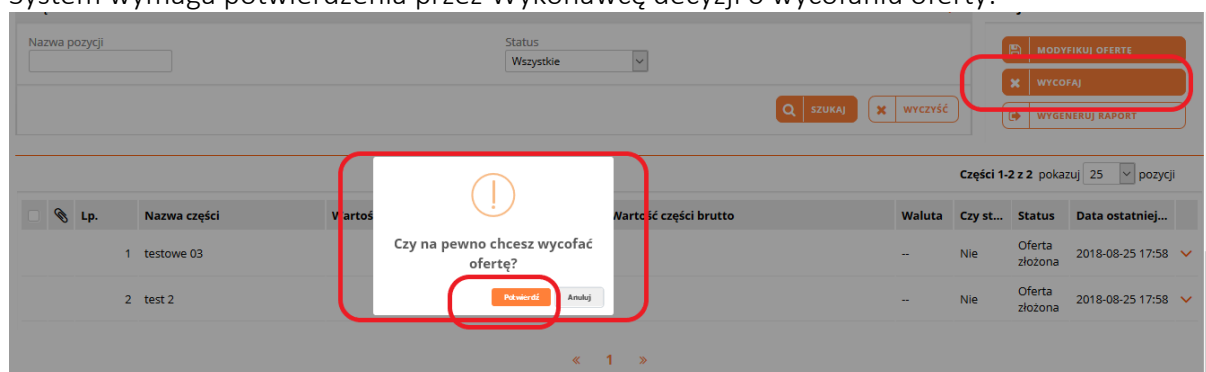 System wymaga potwierdzenia przez Wykonawcę decyzji o wycofaniu oferty.
Nazwa pozycji
Status
Wszystkie
MODYFIKUJ OFERTE
WYCOFAJ
SZUKAJ
WYCZYŚĆ
WYGENERUJ RAPORT
Części 1-2 z 2 pokazuj 25 pozycji
Lp. Nazwa części Wartoś Wartość części brutto Waluta Czy st... Status Data ostatniej...
1 testowe 03 -- Nie Oferta złożona 2018-08-25 17:58
2 test 2 -- Nie Oferta złożona 2018-08-25 17:58
Czy na pewno chcesz wycofać
ofertę?
Potwierdź Anuluj
« 1 »